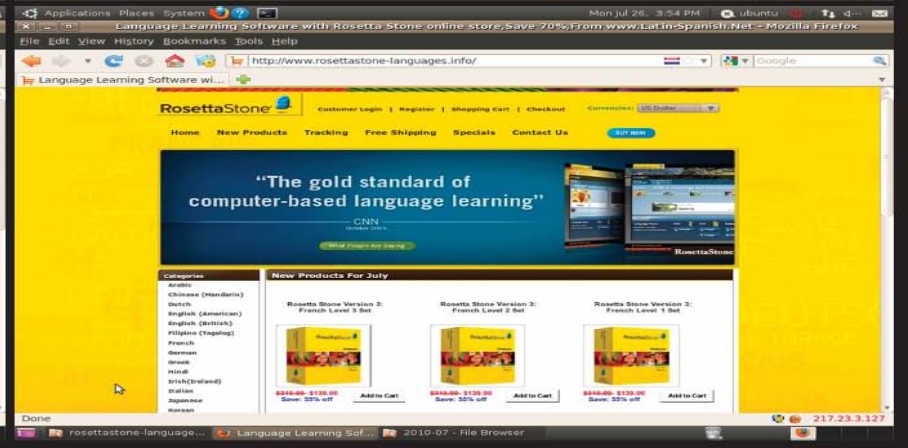 Applications Places System Mon Jul 26, 3:54 PM ubuntu
Language Learning Software with Rosetta Stone online store,Save 70%,From www.Latin-Spanish.Net - Mozilla Firefox
File Edit View History Bookmarks Tools Help
http://www.rosettastone-languages.info/ Google
Language Learning Software wi...
RosettaStone Customer Login | Register | Shopping Cart | Checkout Currencies: US Dollar
Home New Products Tracking Free Shipping Specials Contact Us BUY NOW
“The gold standard of
computer-based language learning”
CNN
RosettaStone
Categories New Products For July
Arabic
Chinese (Mandarin)
Dutch Rosetta Stone Version 3: Rosetta Stone Version 3: Rosetta Stone Version 3:
English (American) French Level 3 Set French Level 2 Set French Level 1 Set
English (British)
Filipino (Tagalog)
French
German
Greek
Hindi
Irish(Ireland)
Italian $139.00 $139.00 $139.00
Japanese Save: 55% off Add to Cart Save: 55% off Add to Cart Save: 55% off Add to Cart
Korean
Done 217.23.3.127
rosettastone-language... Language Learning Sof... 2010-07 - File Browser